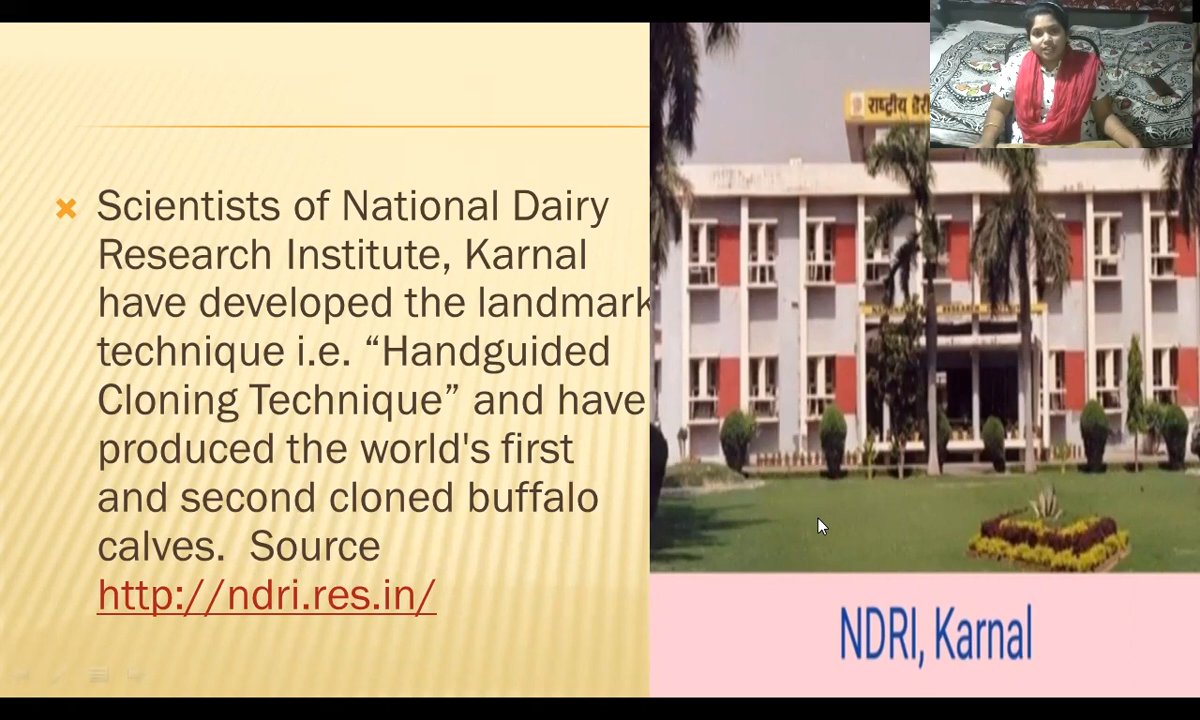 Scientists of National Dairy
Research Institute, Karnal
have developed the landmark
technique i.e. “Handguided
Cloning Technique” and have
produced the world's first
and second cloned buffalo
calves. Source
http://ndri.res.in/
राष्ट्रीय
NDRI, Karnal